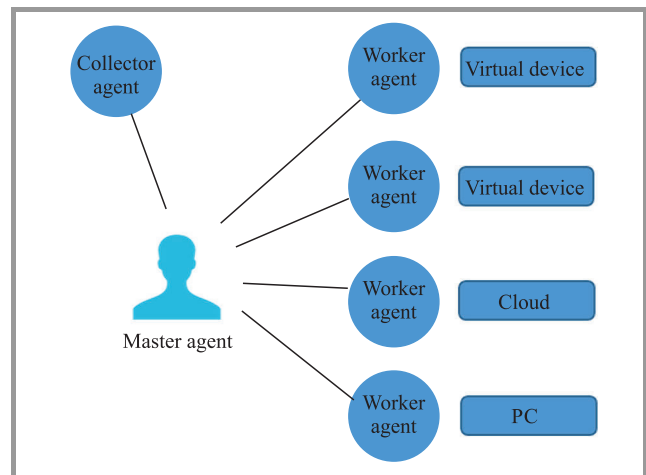 Collector
agent
Worker
agent
Virtual device
Worker
agent
Virtual device
Worker
agent
Cloud
Master agent
Worker
agent
PC